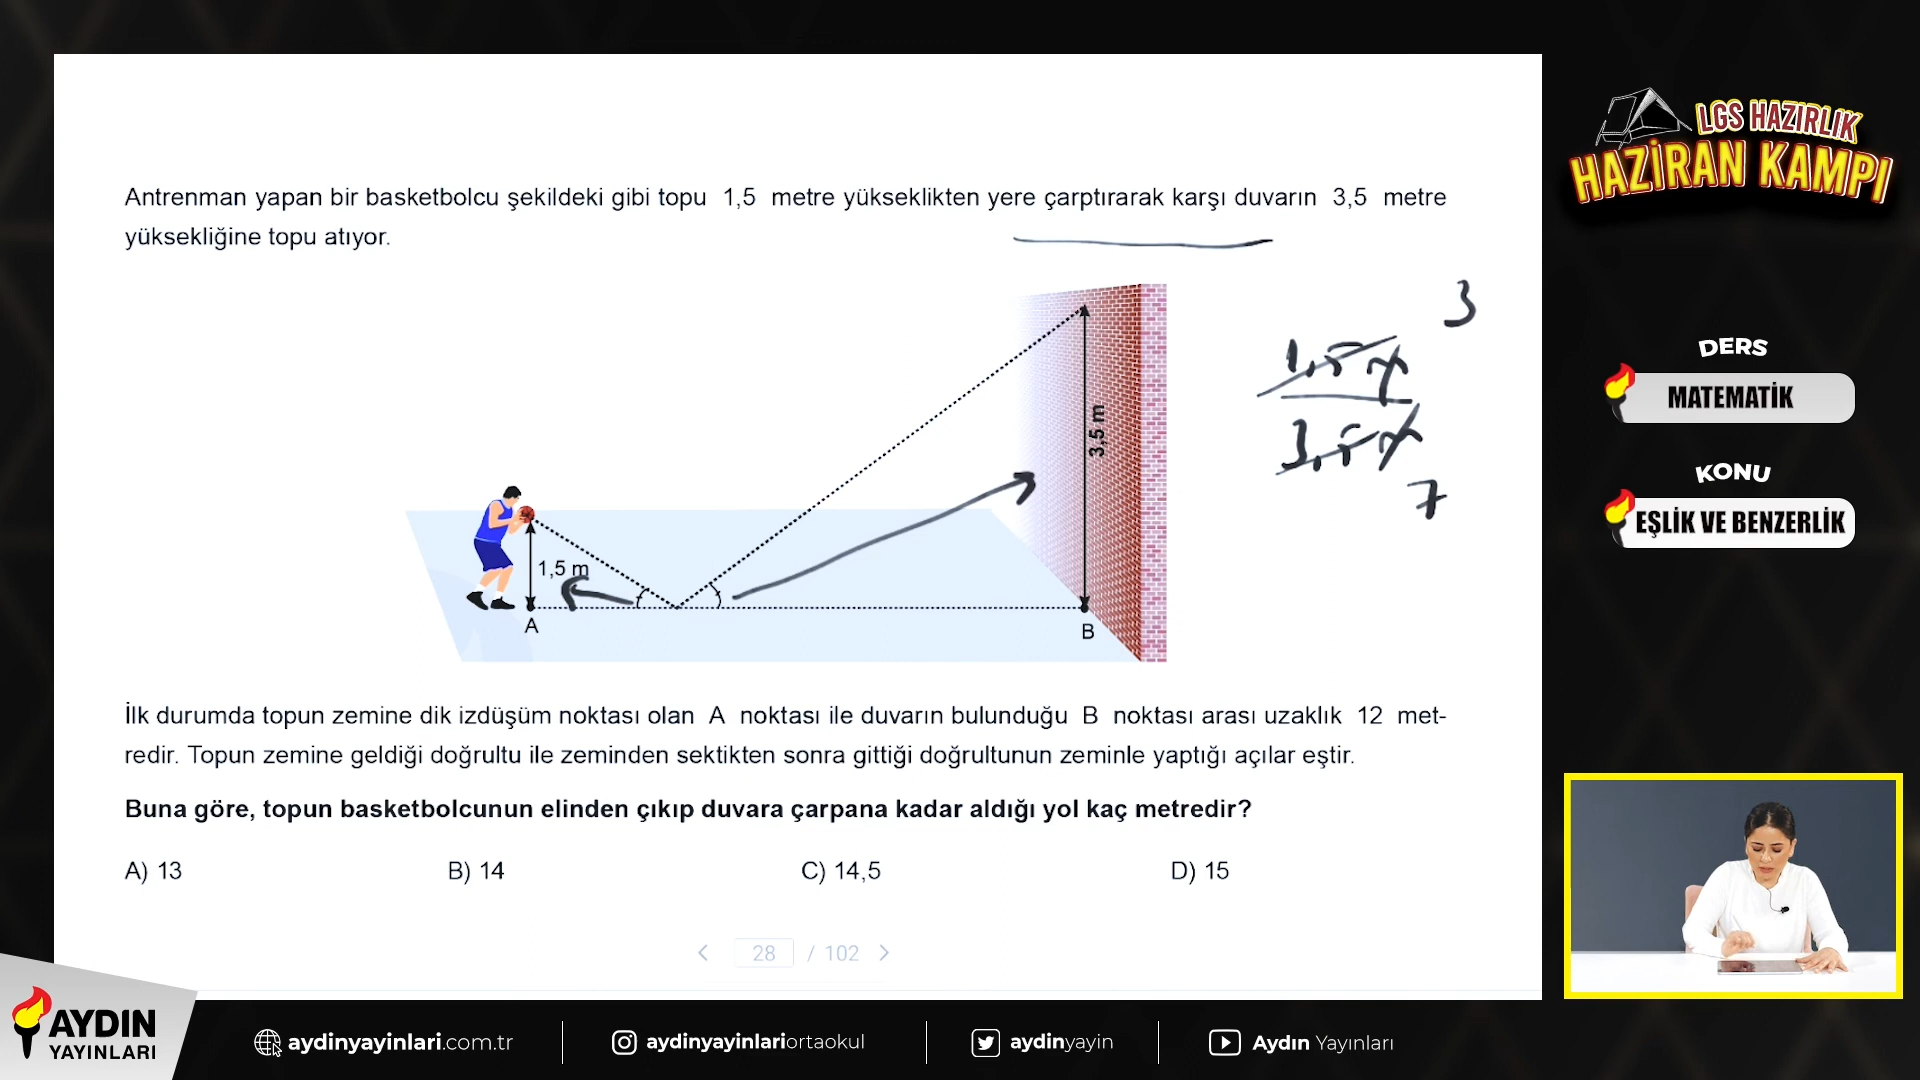 Antrenman yapan bir basketbolcu şekildeki gibi topu 1,5 metre yükseklikten yere çarptırarak karşı duvarın 3,5 metre
yüksekliğine topu atıyor.
3
1,5 m
3,5 m
7
3,5 m
1,5 m
A
B
İlk durumda topun zemine dik izdüşüm noktası olan A noktası ile duvarın bulunduğu B noktası arası uzaklık 12 met-
redir. Topun zemine geldiği doğrultu ile zeminden sektikten sonra gittiği doğrultunun zeminle yaptığı açılar eştir.
Buna göre, topun basketbolcunun elinden çıkıp duvara çarpana kadar aldığı yol kaç metredir?
A) 13 B) 14 C) 14,5 D) 15
28 / 102
LGS HAZIRLIK
HAZİRAN KAMPI
DERS
MATEMATİK
KONU
EŞLİK VE BENZERLİK
AYDIN
YAYINLARI
aydinyayinlari.com.tr
aydinyayinlariortaokul
aydinyayin
Aydın Yayınları